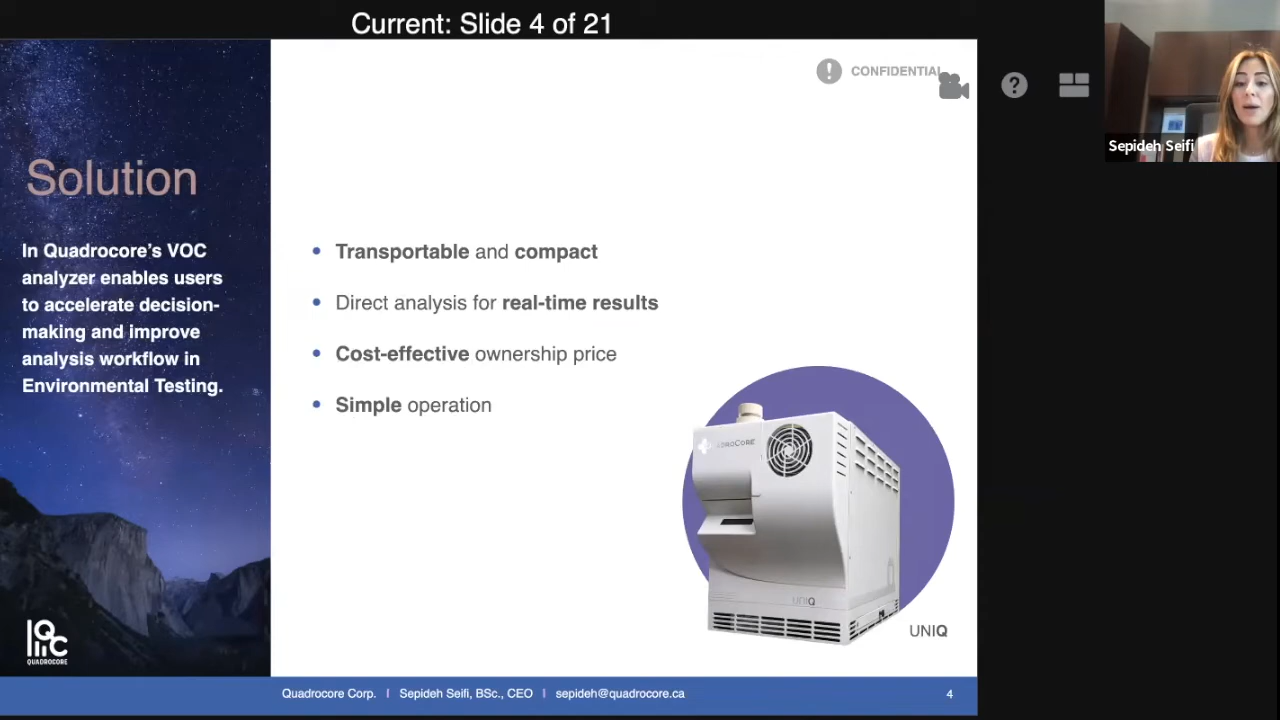 Current: Slide 4 of 21
CONFIDENTIAL
Sepideh Seifi
Solution
In Quadrocore's VOC
analyzer enables users
to accelerate decision-
making and improve
analysis workflow in
Environmental Testing.
• Transportable and compact
• Direct analysis for real-time results
• Cost-effective ownership price
• Simple operation
QUADROCORE
UNIQ
UNIQ
QUADROCORE
Quadrocore Corp. | Sepideh Seifi, BSc., CEO | sepideh@quadrocore.ca
4